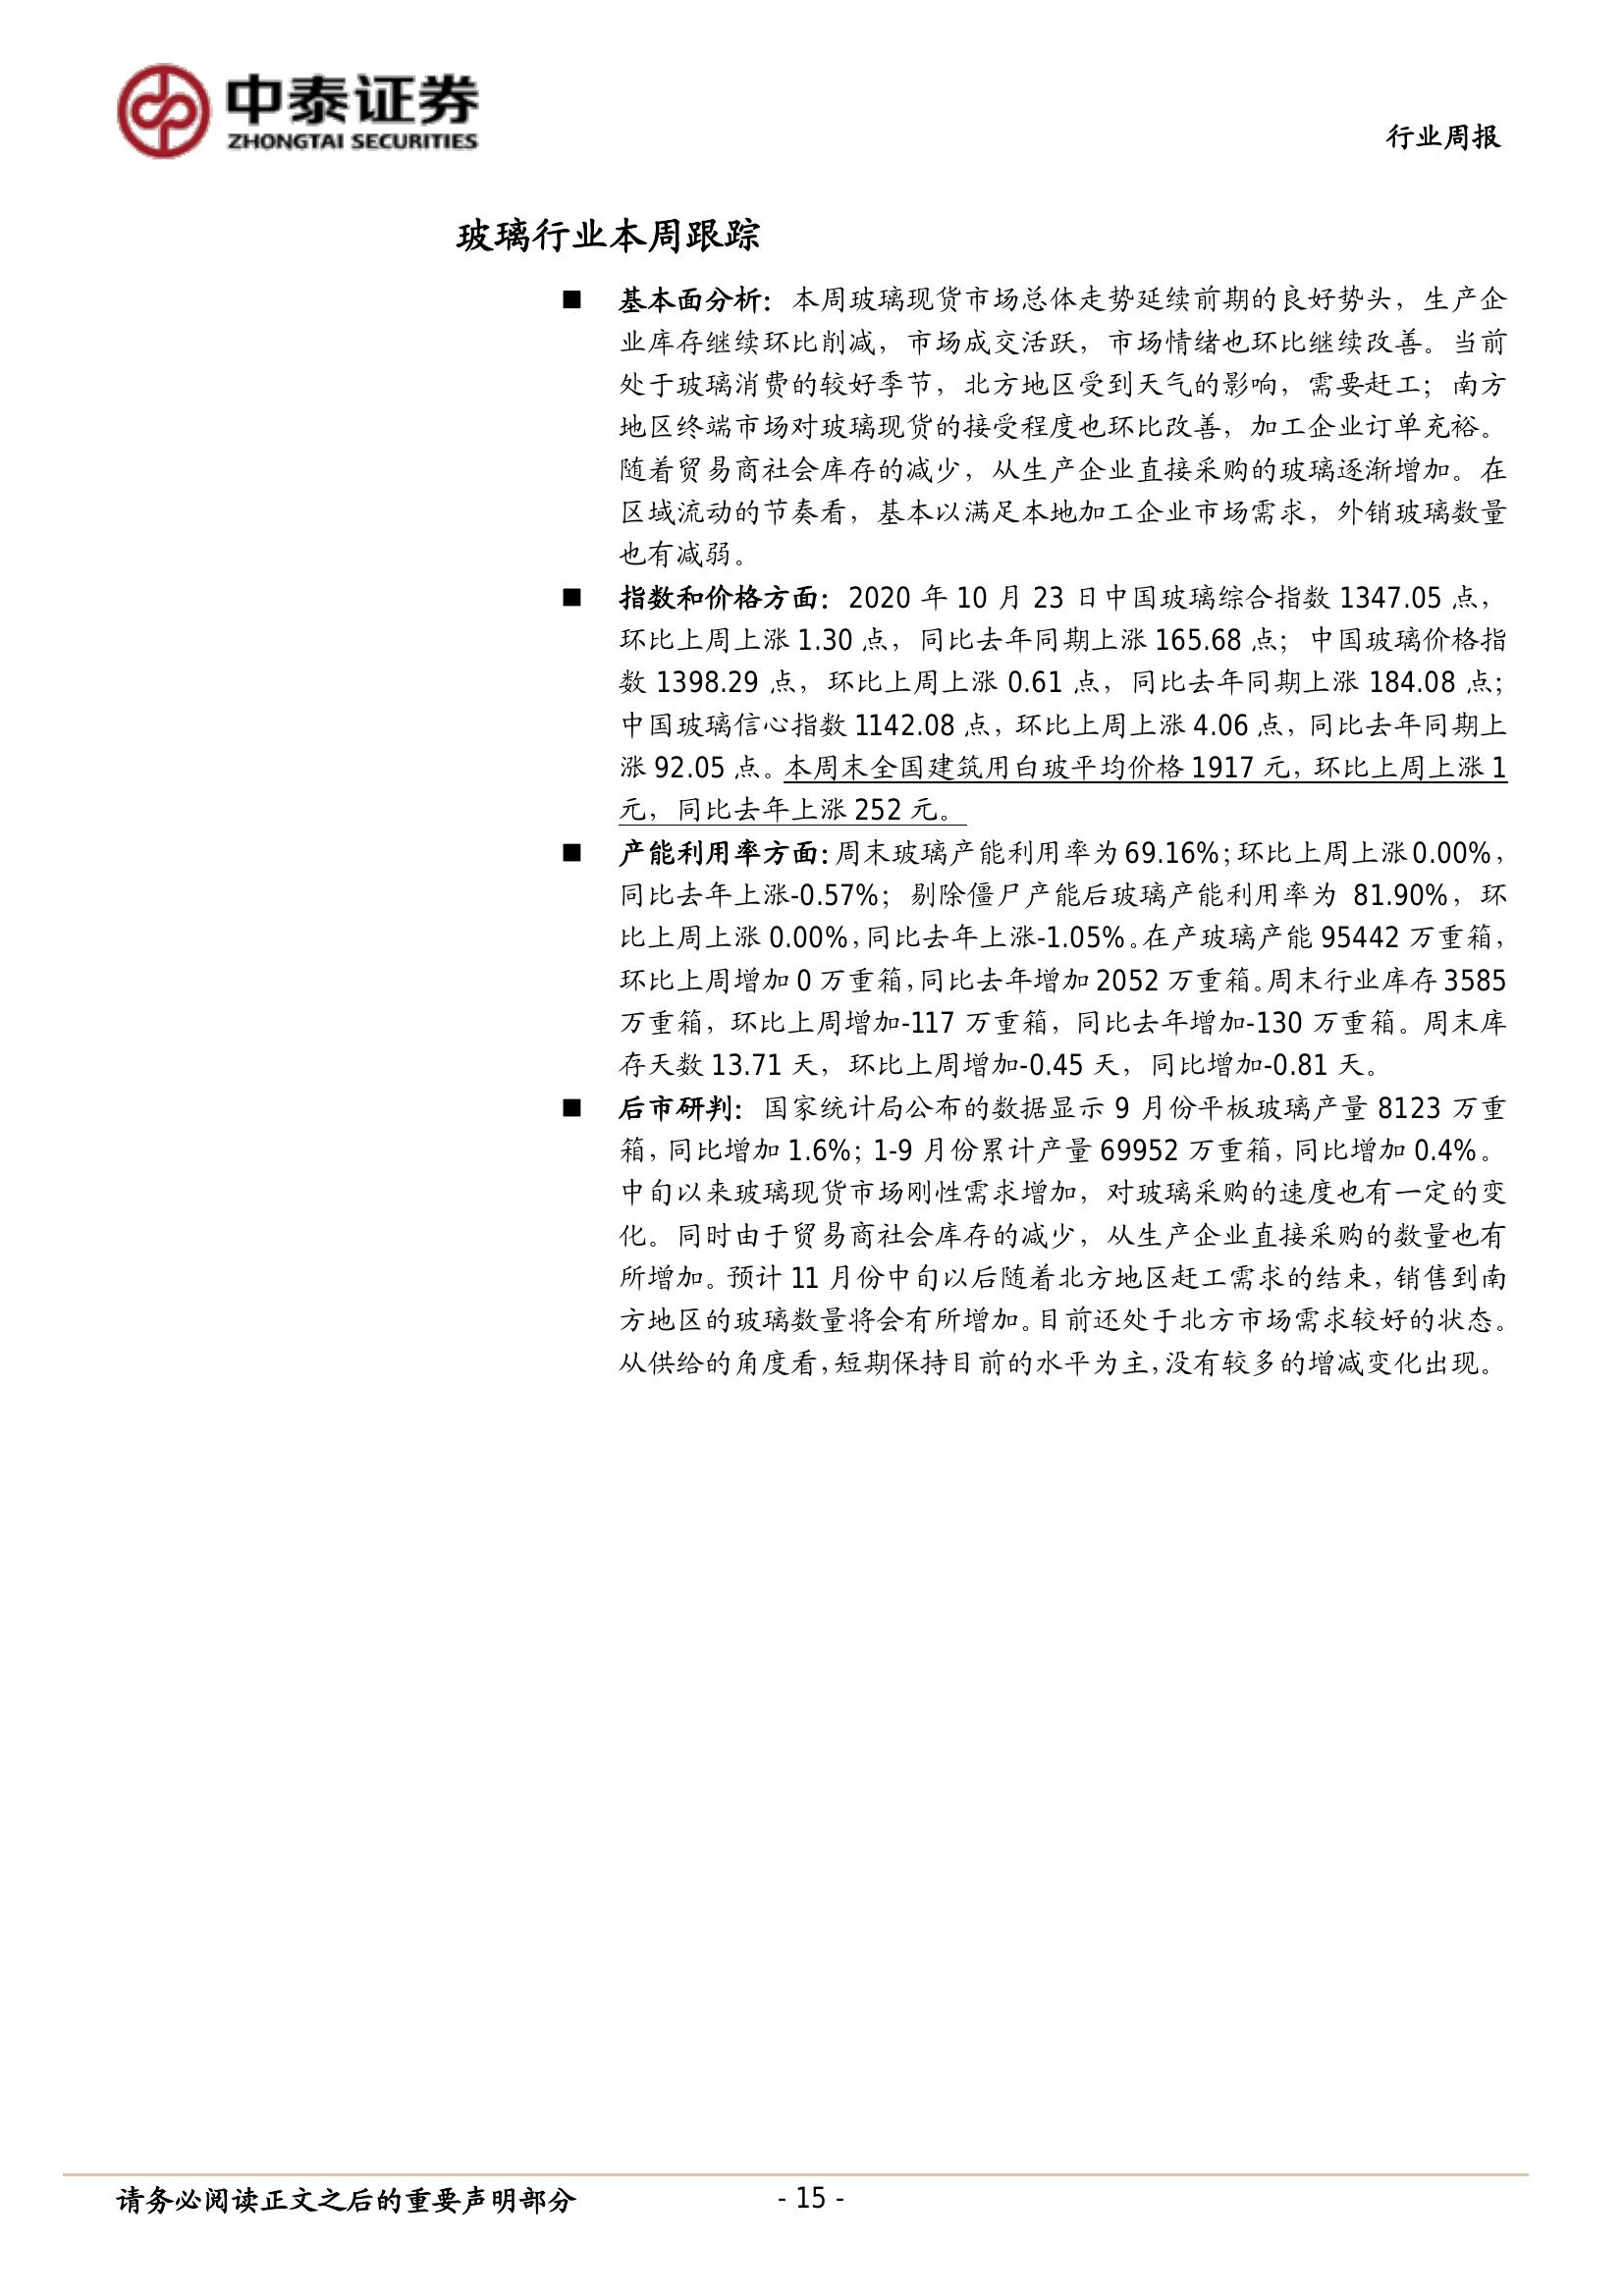 中泰证券
ZHONGTAI SECURITIES
行业周报
玻璃行业本周跟踪
■ 基本面分析：本周玻璃现货市场总体走势延续前期的良好势头，生产企
业库存继续环比削减，市场成交活跃，市场情绪也环比继续改善。当前
处于玻璃消费的较好季节，北方地区受到天气的影响，需要赶工；南方
地区终端市场对玻璃现货的接受程度也环比改善，加工企业订单充裕。
随着贸易商社会库存的减少，从生产企业直接采购的玻璃逐渐增加。在
区域流动的节奏看，基本以满足本地加工企业市场需求，外销玻璃数量
也有减弱。
■ 指数和价格方面：2020 年 10 月 23 日中国玻璃综合指数 1347.05 点，
环比上周上涨 1.30 点，同比去年同期上涨 165.68 点；中国玻璃价格指
数 1398.29 点，环比上周上涨 0.61 点，同比去年同期上涨 184.08 点；
中国玻璃信心指数 1142.08 点，环比上周上涨 4.06 点，同比去年同期上
涨 92.05 点。本周末全国建筑用白玻平均价格 1917 元，环比上周上涨 1
元，同比去年上涨 252 元。
■ 产能利用率方面：周末玻璃产能利用率为 69.16%；环比上周上涨 0.00%，
同比去年上涨-0.57%；剔除僵尸产能后玻璃产能利用率为 81.90%，环
比上周上涨 0.00%，同比去年上涨-1.05%。在产玻璃产能 95442 万重箱，
环比上周增加 0 万重箱，同比去年增加 2052 万重箱。周末行业库存 3585
万重箱，环比上周增加-117 万重箱，同比去年增加-130 万重箱。周末库
存天数 13.71 天，环比上周增加-0.45 天，同比增加-0.81 天。
■ 后市研判：国家统计局公布的数据显示 9 月份平板玻璃产量 8123 万重
箱，同比增加 1.6%；1-9 月份累计产量 69952 万重箱，同比增加 0.4%。
中旬以来玻璃现货市场刚性需求增加，对玻璃采购的速度也有一定的变
化。同时由于贸易商社会库存的减少，从生产企业直接采购的数量也有
所增加。预计 11 月份中旬以后随着北方地区赶工需求的结束，销售到南
方地区的玻璃数量将会有所增加。目前还处于北方市场需求较好的状态。
从供给的角度看，短期保持目前的水平为主，没有较多的增减变化出现。
请务必阅读正文之后的重要声明部分
- 15 -